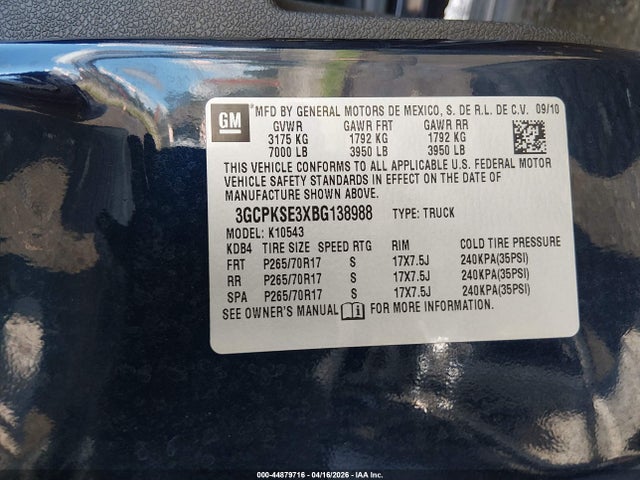 GM
MFD BY GENERAL MOTORS DE MEXICO, S. DE R.L. DE C.V. 09/10
GVWR GAWR FRT GAWR RR
3175 KG 1792 KG 1792 KG
7000 LB 3950 LB 3950 LB
THIS VEHICLE CONFORMS TO ALL APPLICABLE U.S. FEDERAL MOTOR
VEHICLE SAFETY STANDARDS IN EFFECT ON THE DATE OF
MANUFACTURE SHOWN ABOVE.
3GCPKSE3XBG138988 TYPE: TRUCK
MODEL: K10543
KDB4 TIRE SIZE SPEED RTG RIM COLD TIRE PRESSURE
FRT P265/70R17 S 17X7.5J 240KPA(35PSI)
RR P265/70R17 S 17X7.5J 240KPA(35PSI)
SPA P265/70R17 S 17X7.5J 240KPA(35PSI)
SEE OWNER'S MANUAL FOR MORE INFORMATION.
000-44879716 - 04/16/2026 - IAA Inc.